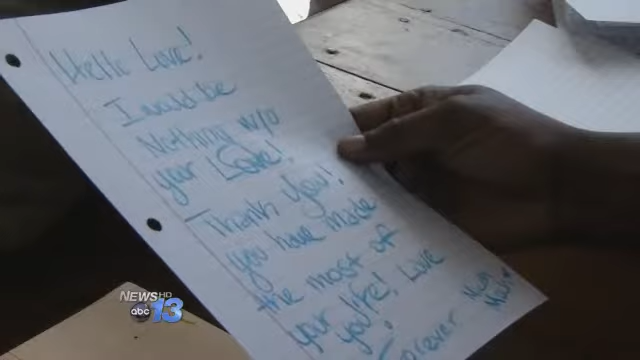 Hello Love!
I would be
Nothing w/o
your Love!
Thank You!
you have made
the most of
your
you life! Love
Forever
NEWS HD
abc 13